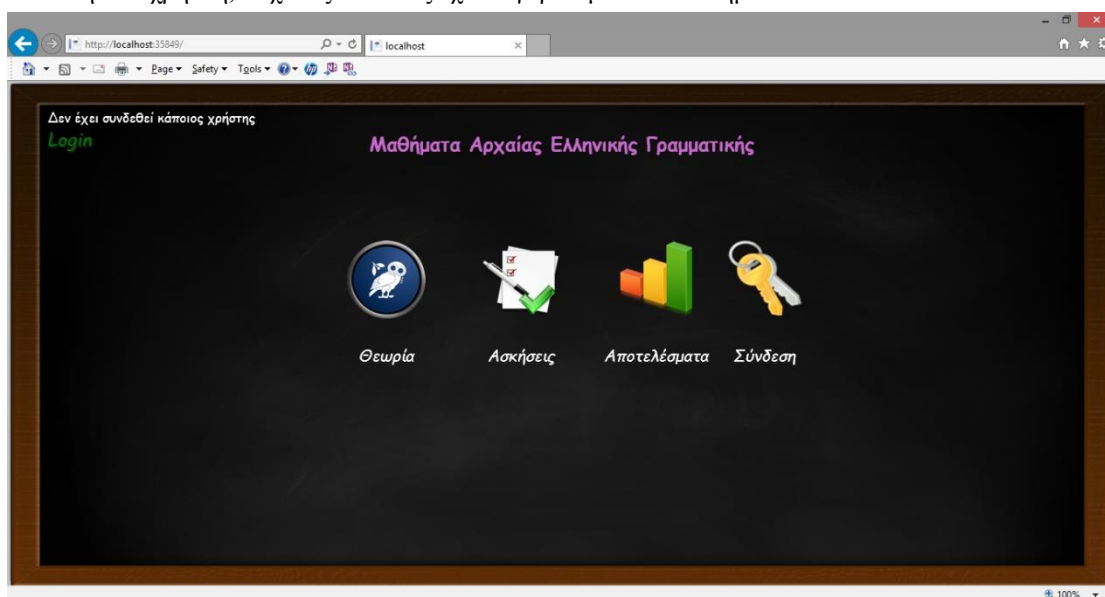 http://localhost:35849/
localhost
Page Safety Tools
Δεν έχει συνδεθεί κάποιος χρήστης
Login
Μαθήματα Αρχαίας Ελληνικής Γραμματικής
Θεωρία Ασκήσεις Αποτελέσματα Σύνδεση
100%